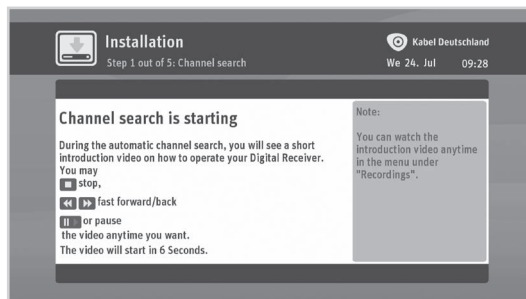 Installation
Step 1 out of 5: Channel search
Kabel Deutschland
We 24. Jul 09:28
Channel search is starting
During the automatic channel search, you will see a short
introduction video on how to operate your Digital Receiver.
You may
stop,
fast forward/back
or pause
the video anytime you want.
The video will start in 6 Seconds.
Note:
You can watch the
introduction video anytime
in the menu under
"Recordings".